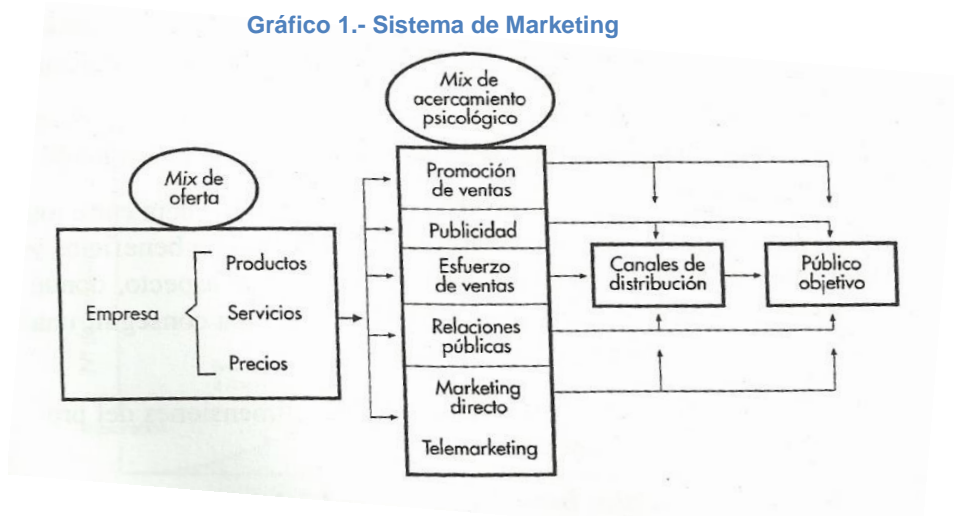 Gráfico 1.- Sistema de Marketing
Mix de
acercamiento
psicológico
Mix de
oferta
Empresa
Productos
Servicios
Precios
Promoción
de ventas
Publicidad
Esfuerzo
de ventas
Relaciones
públicas
Marketing
directo
Telemarketing
Canales de
distribución
Público
objetivo